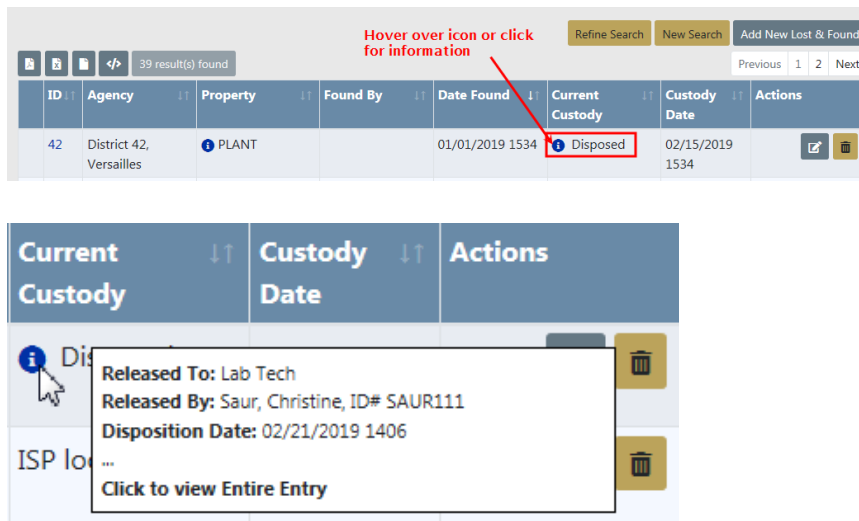 Hover over icon or click
for information
Refine Search New Search Add New Lost & Found
39 result(s) found
Previous 1 2 Next
ID Agency Property Found By Date Found Current Custody Custody Date Actions
42 District 42, Versailles PLANT 01/01/2019 1534 Disposed 02/15/2019 1534
Current Custody Custody Date Actions
Released To: Lab Tech
Released By: Saur, Christine, ID# SAUR111
Disposition Date: 02/21/2019 1406
ISP
...
Click to view Entire Entry